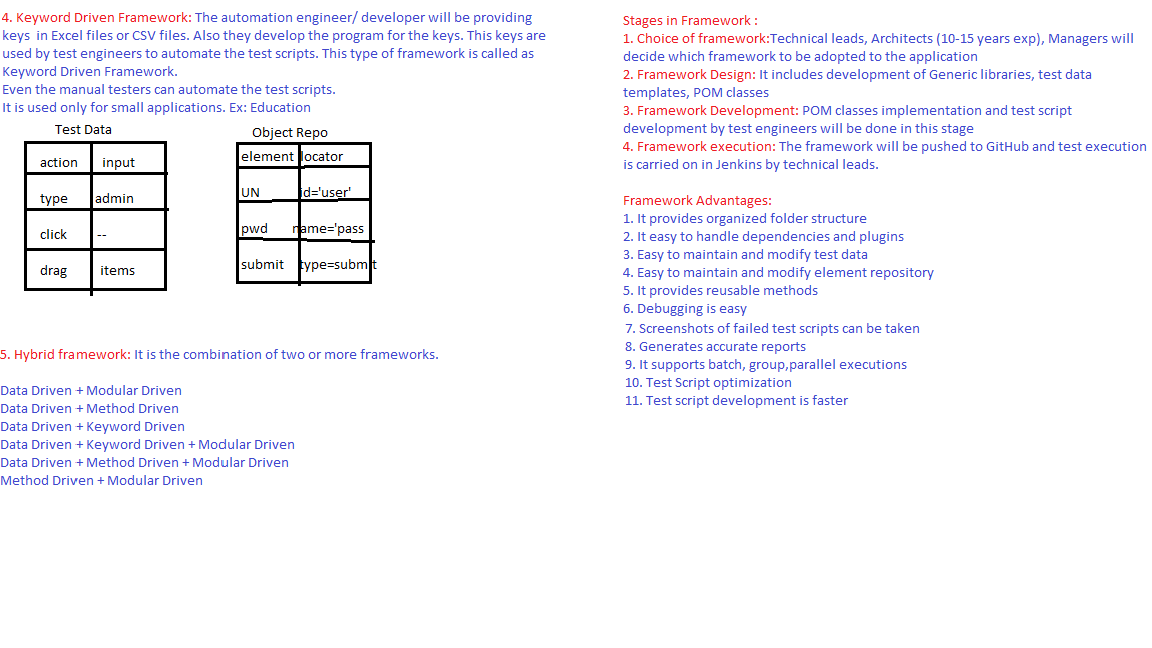 4. Keyword Driven Framework: The automation engineer/ developer will be providing
keys in Excel files or CSV files. Also they develop the program for the keys. This keys are
used by test engineers to automate the test scripts. This type of framework is called as
Keyword Driven Framework.
Even the manual testers can automate the test scripts.
It is used only for small applications. Ex: Education
Test Data
action input
type admin
click --
drag items
Object Repo
element locator
UN id='user'
pwd name='pass
submit type=submit
5. Hybrid framework: It is the combination of two or more frameworks.
Data Driven + Modular Driven
Data Driven + Method Driven
Data Driven + Keyword Driven
Data Driven + Keyword Driven + Modular Driven
Data Driven + Method Driven + Modular Driven
Method Driven + Modular Driven
Stages in Framework :
1. Choice of framework:Technical leads, Architects (10-15 years exp), Managers will
decide which framework to be adopted to the application
2. Framework Design: It includes development of Generic libraries, test data
templates, POM classes
3. Framework Development: POM classes implementation and test script
development by test engineers will be done in this stage
4. Framework execution: The framework will be pushed to GitHub and test execution
is carried on in Jenkins by technical leads.
Framework Advantages:
1. It provides organized folder structure
2. It easy to handle dependencies and plugins
3. Easy to maintain and modify test data
4. Easy to maintain and modify element repository
5. It provides reusable methods
6. Debugging is easy
7. Screenshots of failed test scripts can be taken
8. Generates accurate reports
9. It supports batch, group,parallel executions
10. Test Script optimization
11. Test script development is faster